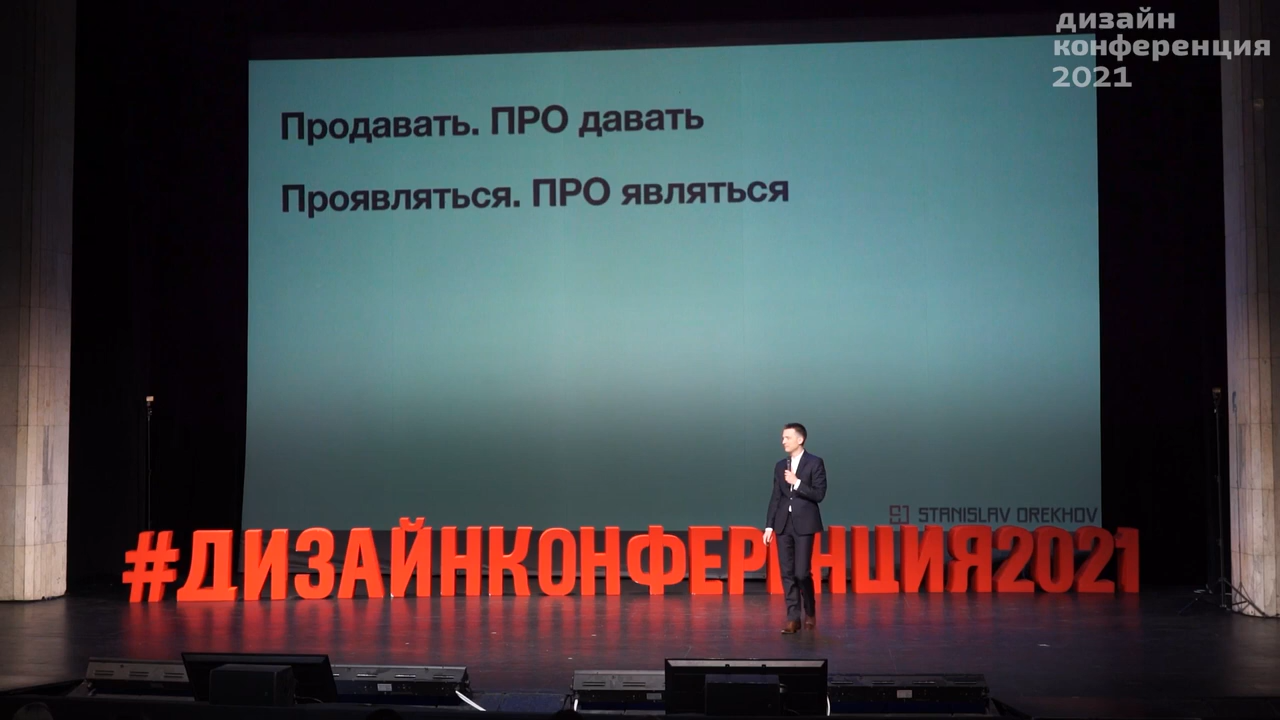 дизайн
конференция
2021
Продавать. ПРО давать
Проявляться. ПРО являться
STANISLAV OREKHOV
#ДИЗАЙНКОНФЕРЕНЦИЯ2021